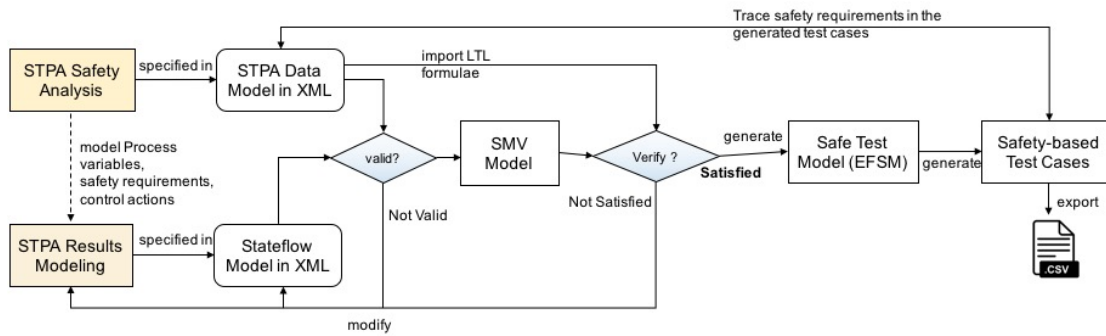 Trace safety requirements in the
generated test cases
STPA Safety
Analysis
specified in
STPA Data
Model in XML
import LTL
formulae
model Process
variables,
safety requirements,
control actions
valid?
SMV
Model
Verify ?
generate
Satisfied
Safe Test
Model (EFSM)
generate
Safety-based
Test Cases
Not Valid
Not Satisfied
export
STPA Results
Modeling
specified in
Stateflow
Model in XML
.CSV
modify